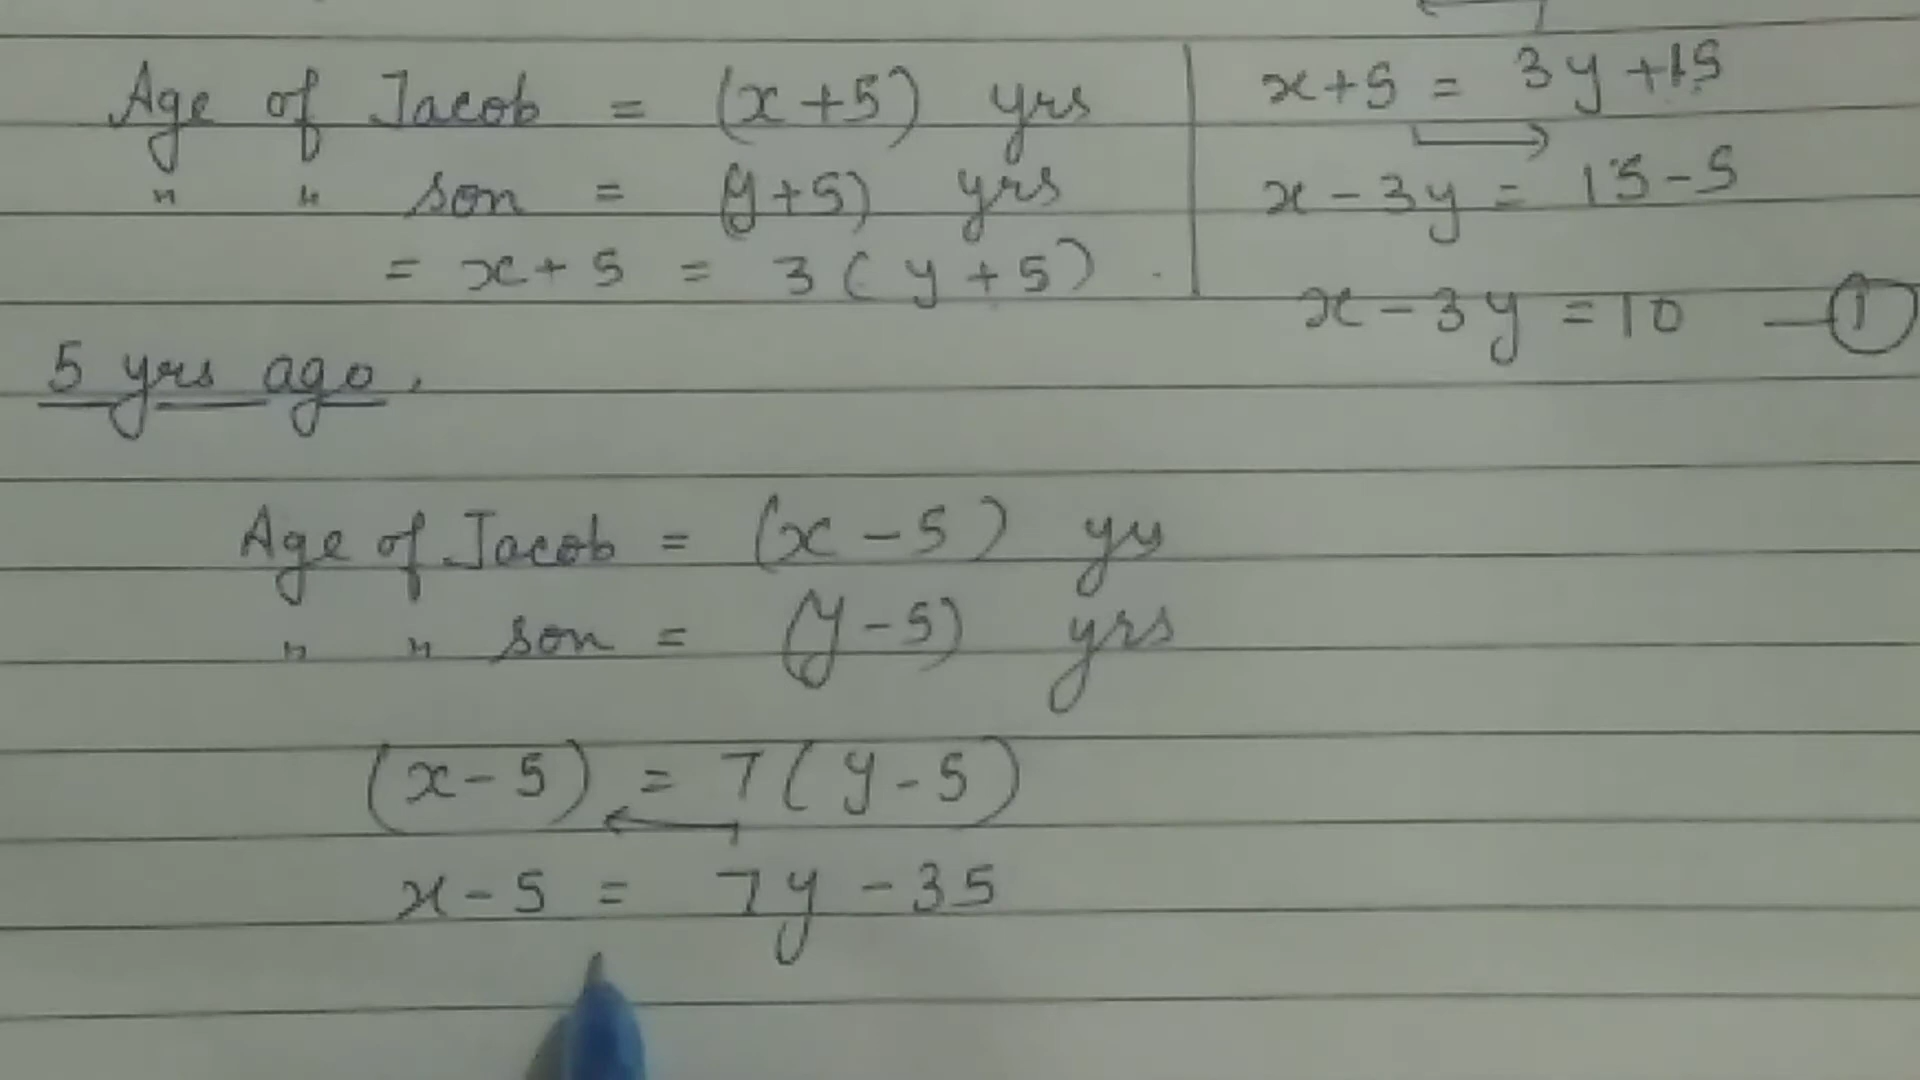 Age of Jacob = (x+5) yrs
" " son = (y+5) yrs
= x+5 = 3(y+5).
x+5 = 3y+15
x-3y = 15-5
x-3y=10 —①
5 yrs ago.
Age of Jacob = (x-5) yrs
" " son = (y-5) yrs
(x-5) = 7(y-5)
x-5 = 7y-35